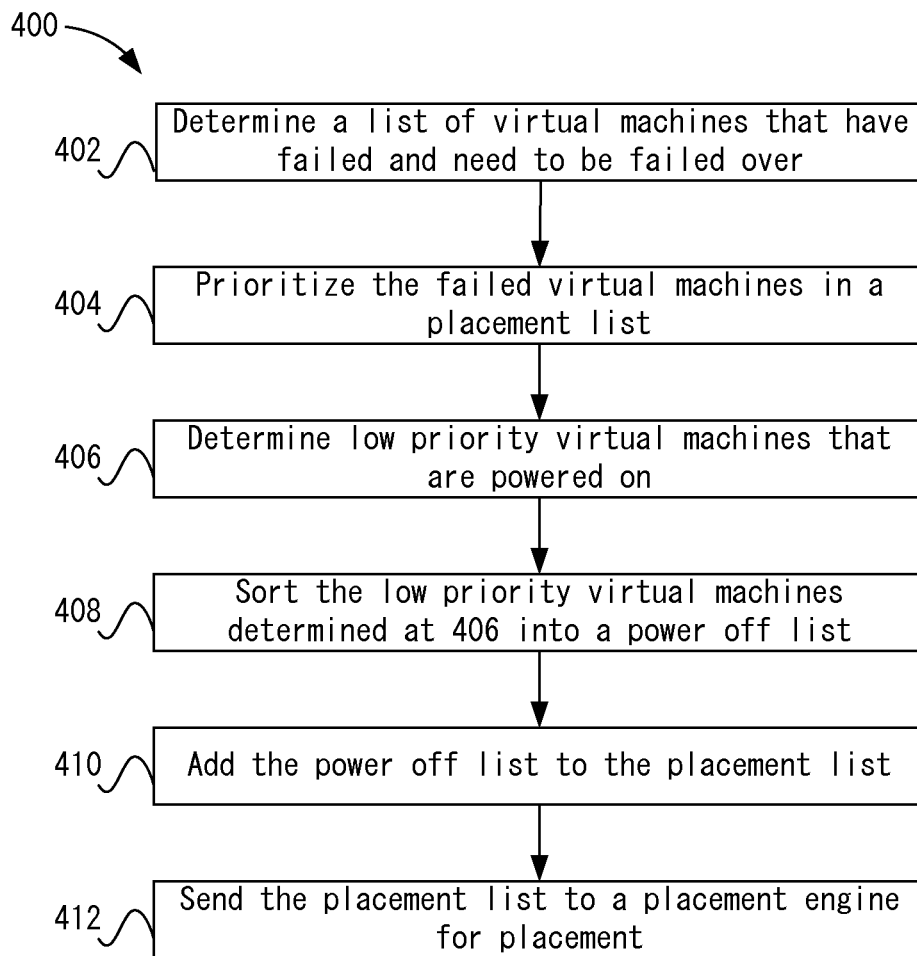 400
402
Determine a list of virtual machines that have
failed and need to be failed over
404
Prioritize the failed virtual machines in a
placement list
406
Determine low priority virtual machines that
are powered on
408
Sort the low priority virtual machines
determined at 406 into a power off list
410
Add the power off list to the placement list
412
Send the placement list to a placement engine
for placement